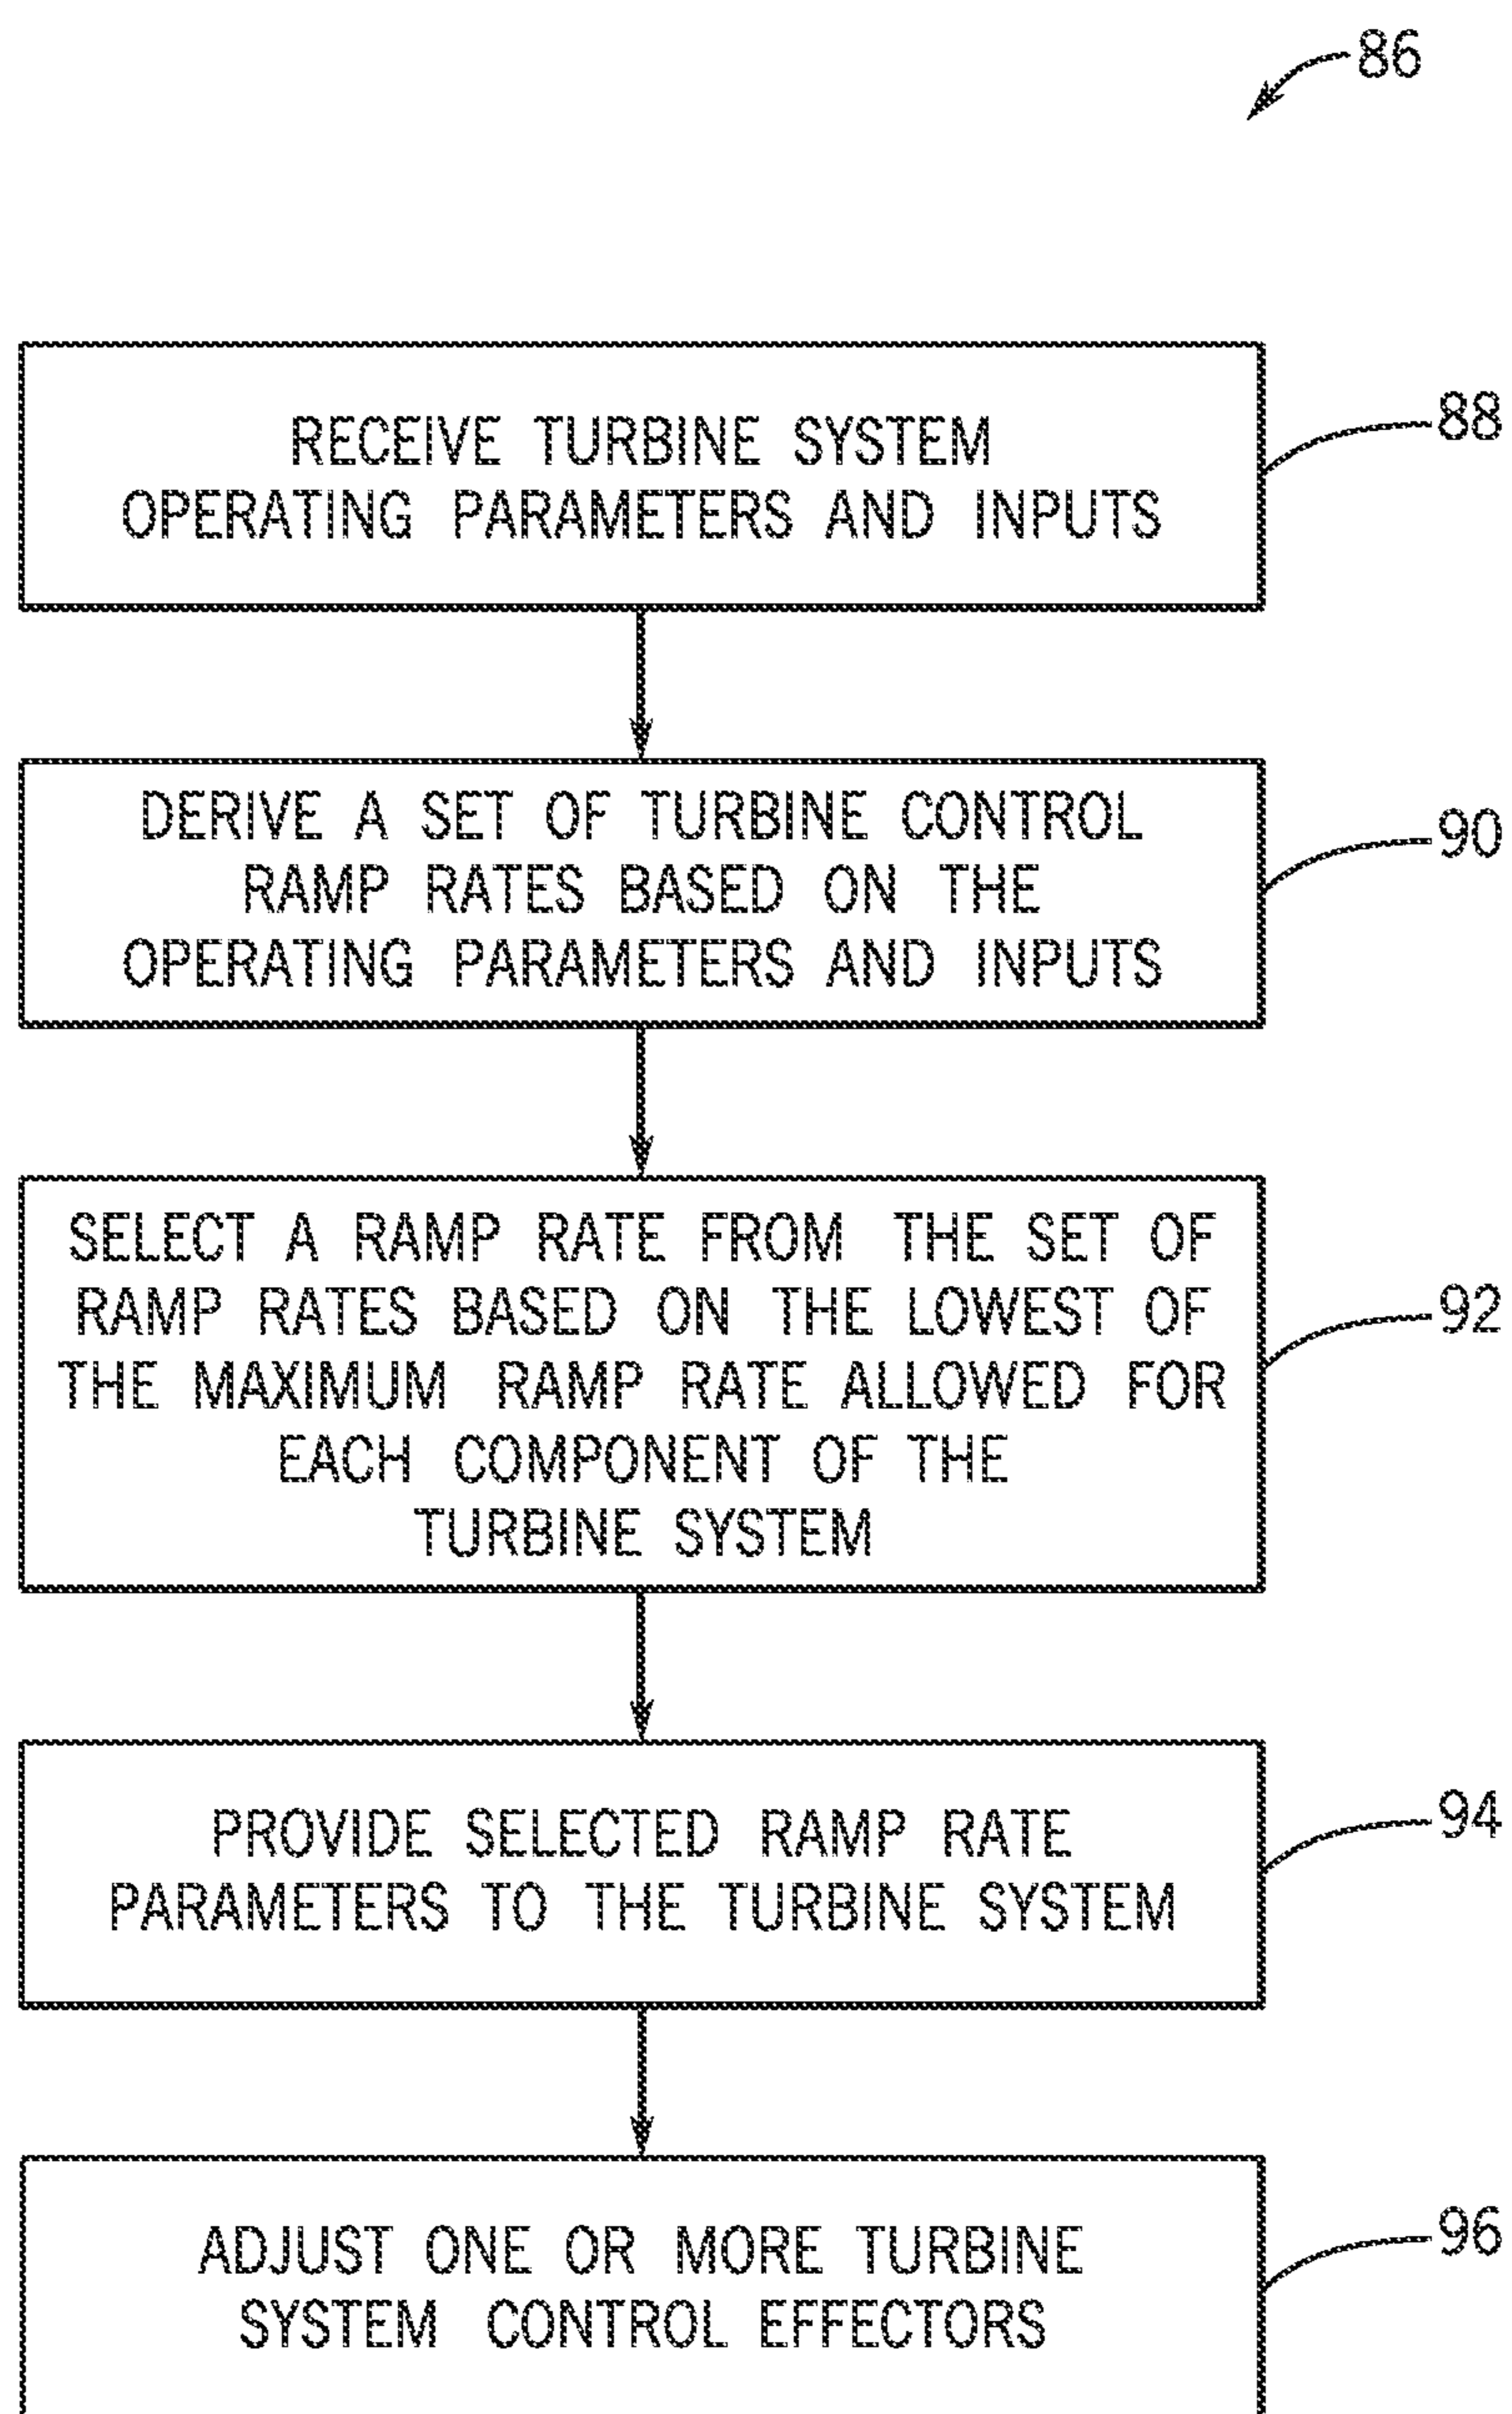 86
RECEIVE TURBINE SYSTEM
OPERATING PARAMETERS AND INPUTS
88
DERIVE A SET OF TURBINE CONTROL
RAMP RATES BASED ON THE
OPERATING PARAMETERS AND INPUTS
90
SELECT A RAMP RATE FROM THE SET OF
RAMP RATES BASED ON THE LOWEST OF
THE MAXIMUM RAMP RATE ALLOWED FOR
EACH COMPONENT OF THE
TURBINE SYSTEM
92
PROVIDE SELECTED RAMP RATE
PARAMETERS TO THE TURBINE SYSTEM
94
ADJUST ONE OR MORE TURBINE
SYSTEM CONTROL EFFECTORS
96